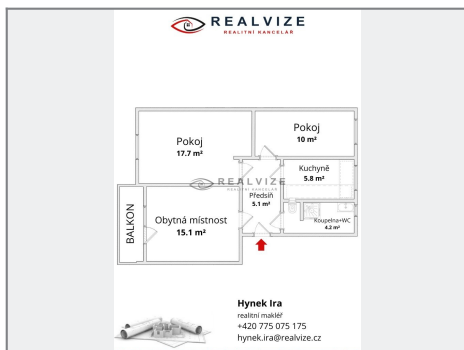 REALVIZE
REALITNÍ KANCELÁŘ
Pokoj
17.7 m²
Pokoj
10 m²
Kuchyně
5.8 m²
REALVIZE
REALITNÍ KANCELÁŘ
Předsíň
5.1 m²
BALKON
Obytná místnost
15.1 m²
Koupelna+WC
4.2 m²
Hynek Ira
realitní makléř
+420 775 075 175
hynek.ira@realvize.cz